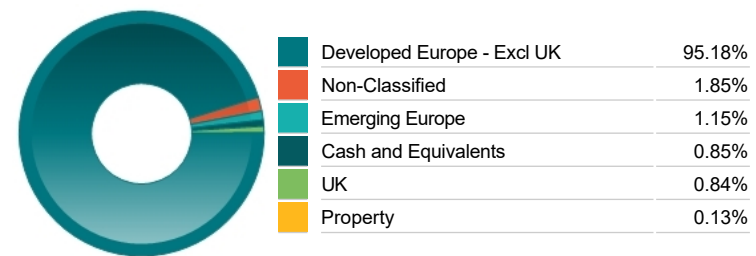 Developed Europe - Excl UK 95.18%
Non-Classified 1.85%
Emerging Europe 1.15%
Cash and Equivalents 0.85%
UK 0.84%
Property 0.13%